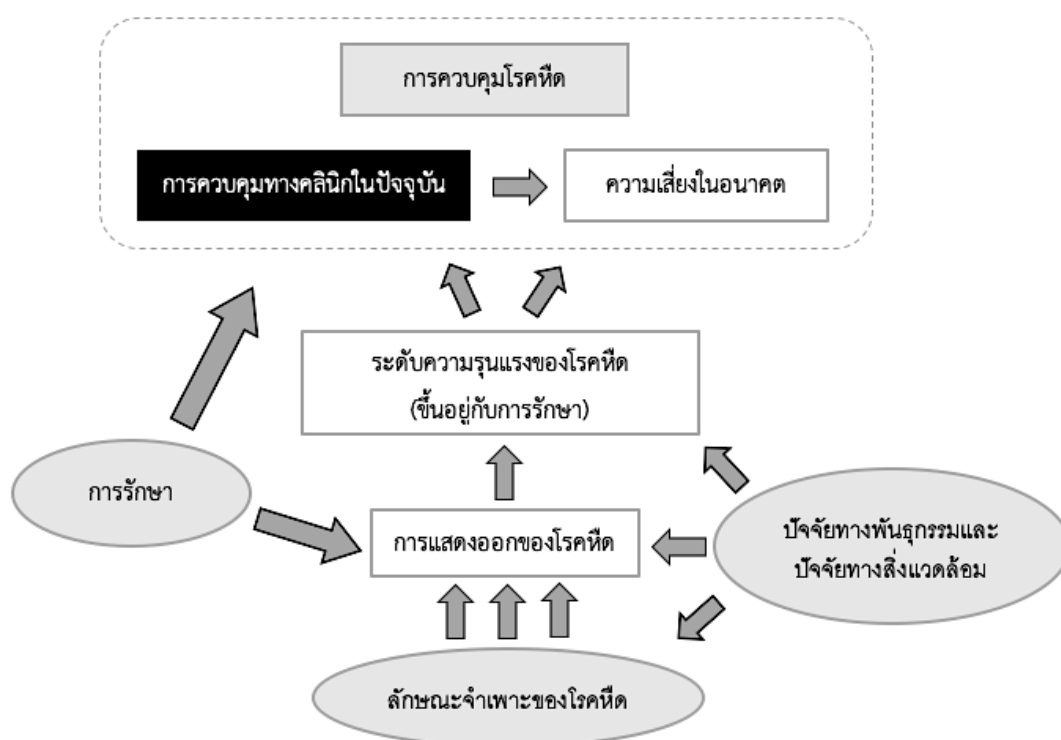 การควบคุมโรคหืด
การควบคุมทางคลินิกในปัจจุบัน
ความเสี่ยงในอนาคต
ระดับความรุนแรงของโรคหืด
(ขึ้นอยู่กับการรักษา)
การรักษา
การแสดงออกของโรคหืด
ปัจจัยทางพันธุกรรมและ
ปัจจัยทางสิ่งแวดล้อม
ลักษณะจำเพาะของโรคหืด